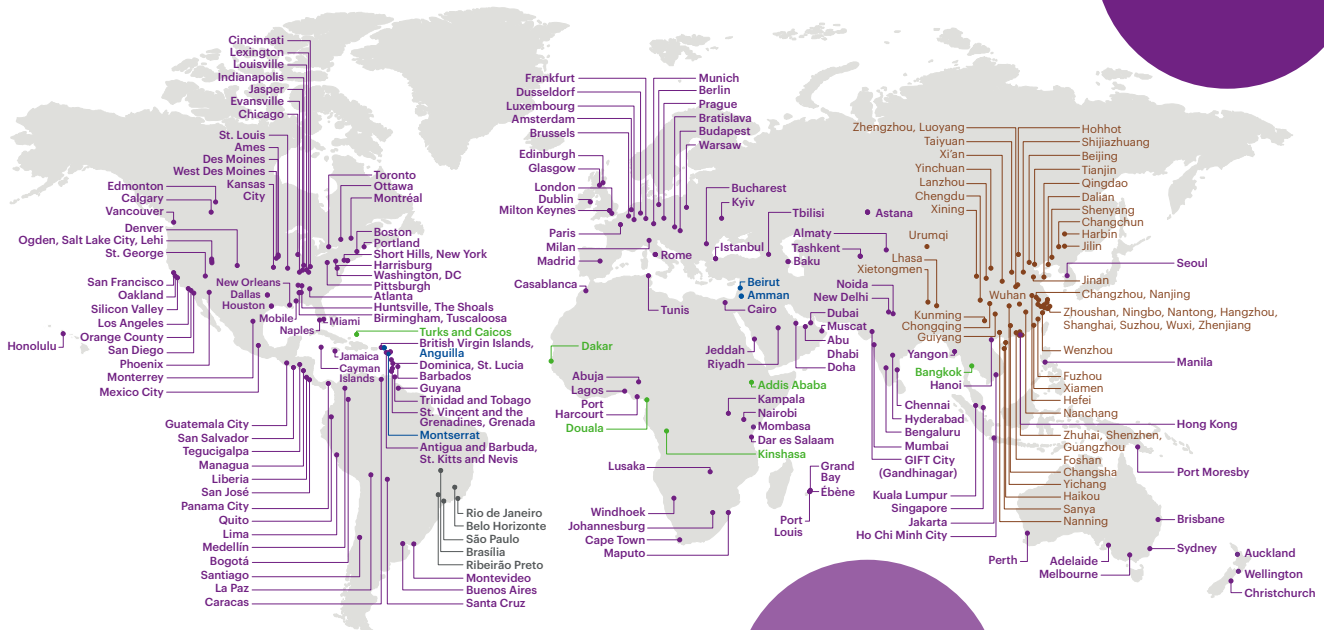 Cincinnati
Lexington
Louisville
Indianapolis
Jasper
Evansville
Chicago
St. Louis
Ames
Des Moines
West Des Moines
Kansas
City
Edmonton
Calgary
Vancouver
Denver
Ogden, Salt Lake City, Lehi
St. George
San Francisco
Oakland
Silicon Valley
Los Angeles
Orange County
San Diego
Phoenix
Monterrey
Mexico City
Honolulu
New Orleans
Dallas
Houston
Mobile
Naples
Miami
Toronto
Ottawa
Montréal
Boston
Portland
Short Hills, New York
Harrisburg
Washington, DC
Pittsburgh
Atlanta
Huntsville, The Shoals
Birmingham, Tuscaloosa
Turks and Caicos
British Virgin Islands,
Anguilla
Jamaica
Cayman
Islands
Dominica, St. Lucia
Barbados
Guyana
Trinidad and Tobago
St. Vincent and the
Grenadines, Grenada
Montserrat
Antigua and Barbuda,
St. Kitts and Nevis
Guatemala City
San Salvador
Tegucigalpa
Managua
Liberia
San José
Panama City
Quito
Lima
Medellín
Bogotá
Santiago
La Paz
Caracas
Rio de Janeiro
Belo Horizonte
São Paulo
Brasília
Ribeirão Preto
Montevideo
Buenos Aires
Santa Cruz
Frankfurt
Dusseldorf
Luxembourg
Amsterdam
Brussels
Edinburgh
Glasgow
London
Dublin
Milton Keynes
Paris
Milan
Madrid
Casablanca
Munich
Berlin
Prague
Bratislava
Budapest
Warsaw
Bucharest
Kyiv
Tbilisi
Istanbul
Rome
Baku
Astana
Almaty
Tashkent
Beirut
Amman
Tunis
Cairo
Noida
New Delhi
Dubai
Muscat
Abu
Dhabi
Doha
Jeddah
Riyadh
Dakar
Abuja
Lagos
Port
Harcourt
Douala
Addis Ababa
Kampala
Nairobi
Mombasa
Dar es Salaam
Kinshasa
Lusaka
Windhoek
Johannesburg
Cape Town
Maputo
Grand
Bay
Ébène
Port
Louis
Chennai
Hyderabad
Bengaluru
Mumbai
GIFT City
(Gandhinagar)
Kuala Lumpur
Singapore
Jakarta
Ho Chi Minh City
Yangon
Bangkok
Hanoi
Zhengzhou, Luoyang
Taiyuan
Xi'an
Yinchuan
Lanzhou
Chengdu
Xining
Urumqi
Lhasa
Xietongmen
Wuhan
Kunming
Chongqing
Guiyang
Hohhot
Shijiazhuang
Beijing
Tianjin
Qingdao
Dalian
Shenyang
Changchun
Harbin
Jilin
Seoul
Jinan
Changzhou, Nanjing
Zhoushan, Ningbo, Nantong, Hangzhou,
Shanghai, Suzhou, Wuxi, Zhenjiang
Wenzhou
Manila
Fuzhou
Xiamen
Hefei
Nanchang
Hong Kong
Zhuhai, Shenzhen,
Guangzhou
Foshan
Changsha
Yichang
Haikou
Sanya
Nanning
Port Moresby
Brisbane
Sydney
Perth
Adelaide
Melbourne
Auckland
Wellington
Christchurch